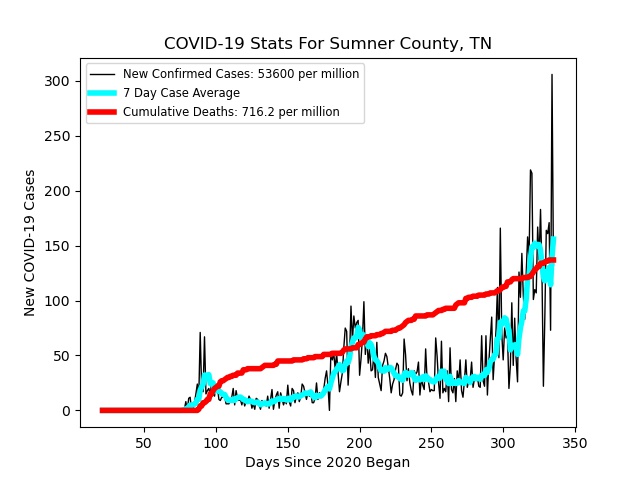 COVID-19 Stats For Sumner County, TN
New Confirmed Cases: 53600 per million
7 Day Case Average
Cumulative Deaths: 716.2 per million
New COVID-19 Cases
300
250
200
150
100
50
0
50 100 150 200 250 300 350
Days Since 2020 Began